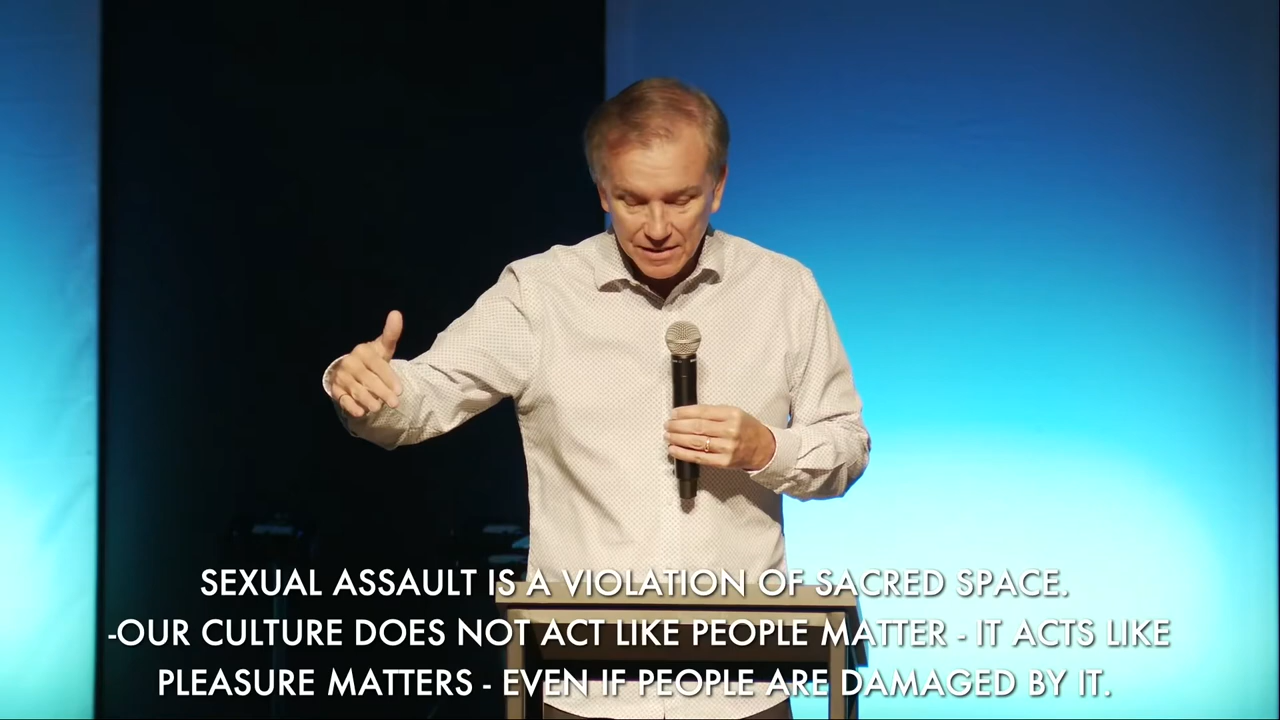 SEXUAL ASSAULT IS A VIOLATION OF SACRED SPACE.
-OUR CULTURE DOES NOT ACT LIKE PEOPLE MATTER - IT ACTS LIKE
PLEASURE MATTERS - EVEN IF PEOPLE ARE DAMAGED BY IT.